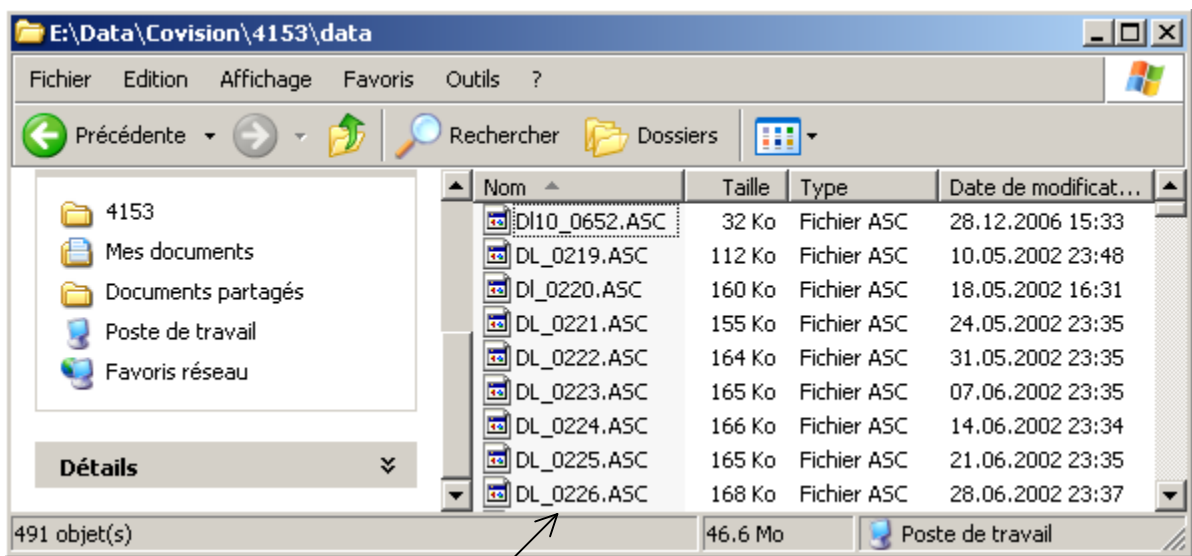 E:\Data\Covision\4153\data
Fichier Edition Affichage Favoris Outils ?
Précédente Rechercher Dossiers
4153
Mes documents
Documents partagés
Poste de travail
Favoris réseau
Détails
Nom Taille Type Date de modificat...
Dl10_0652.ASC 32 Ko Fichier ASC 28.12.2006 15:33
DL_0219.ASC 112 Ko Fichier ASC 10.05.2002 23:48
Dl_0220.ASC 160 Ko Fichier ASC 18.05.2002 16:31
DL_0221.ASC 155 Ko Fichier ASC 24.05.2002 23:35
DL_0222.ASC 164 Ko Fichier ASC 31.05.2002 23:35
DL_0223.ASC 165 Ko Fichier ASC 07.06.2002 23:35
DL_0224.ASC 166 Ko Fichier ASC 14.06.2002 23:34
DL_0225.ASC 165 Ko Fichier ASC 21.06.2002 23:35
DL_0226.ASC 168 Ko Fichier ASC 28.06.2002 23:37
491 objet(s) 46.6 Mo Poste de travail